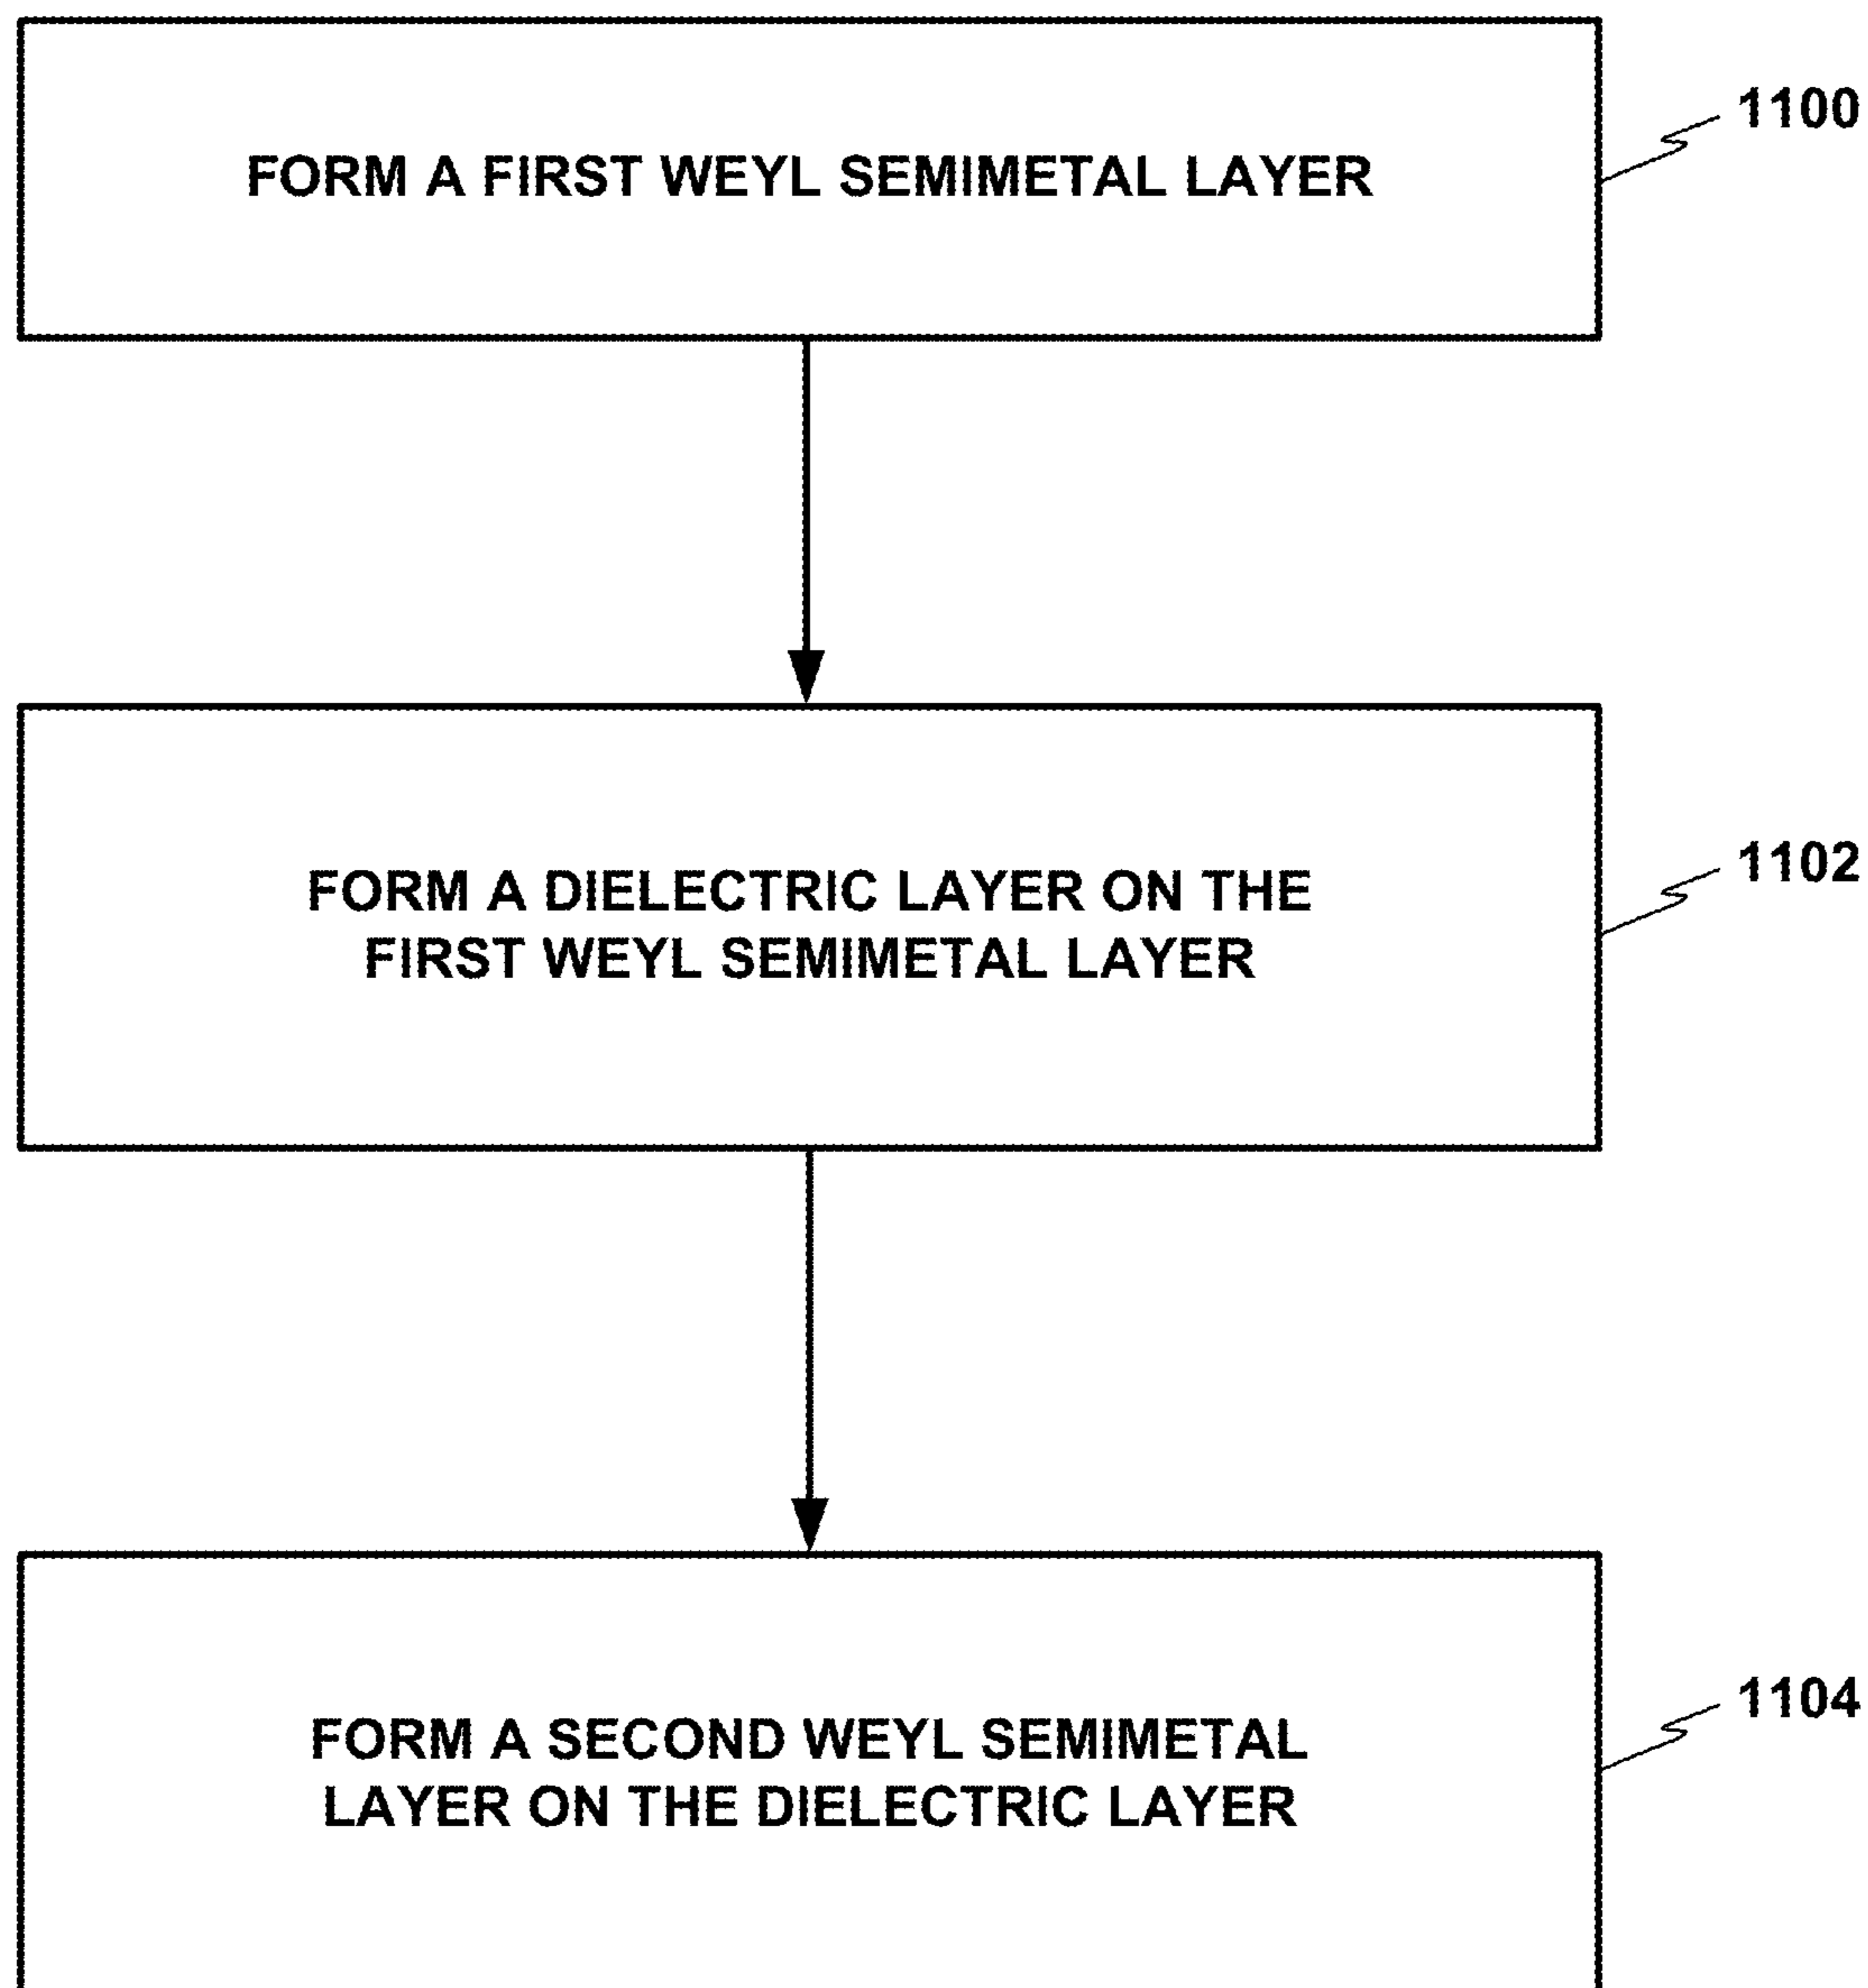 FORM A FIRST WEYL SEMIMETAL LAYER
1100
FORM A DIELECTRIC LAYER ON THE
FIRST WEYL SEMIMETAL LAYER
1102
FORM A SECOND WEYL SEMIMETAL
LAYER ON THE DIELECTRIC LAYER
1104